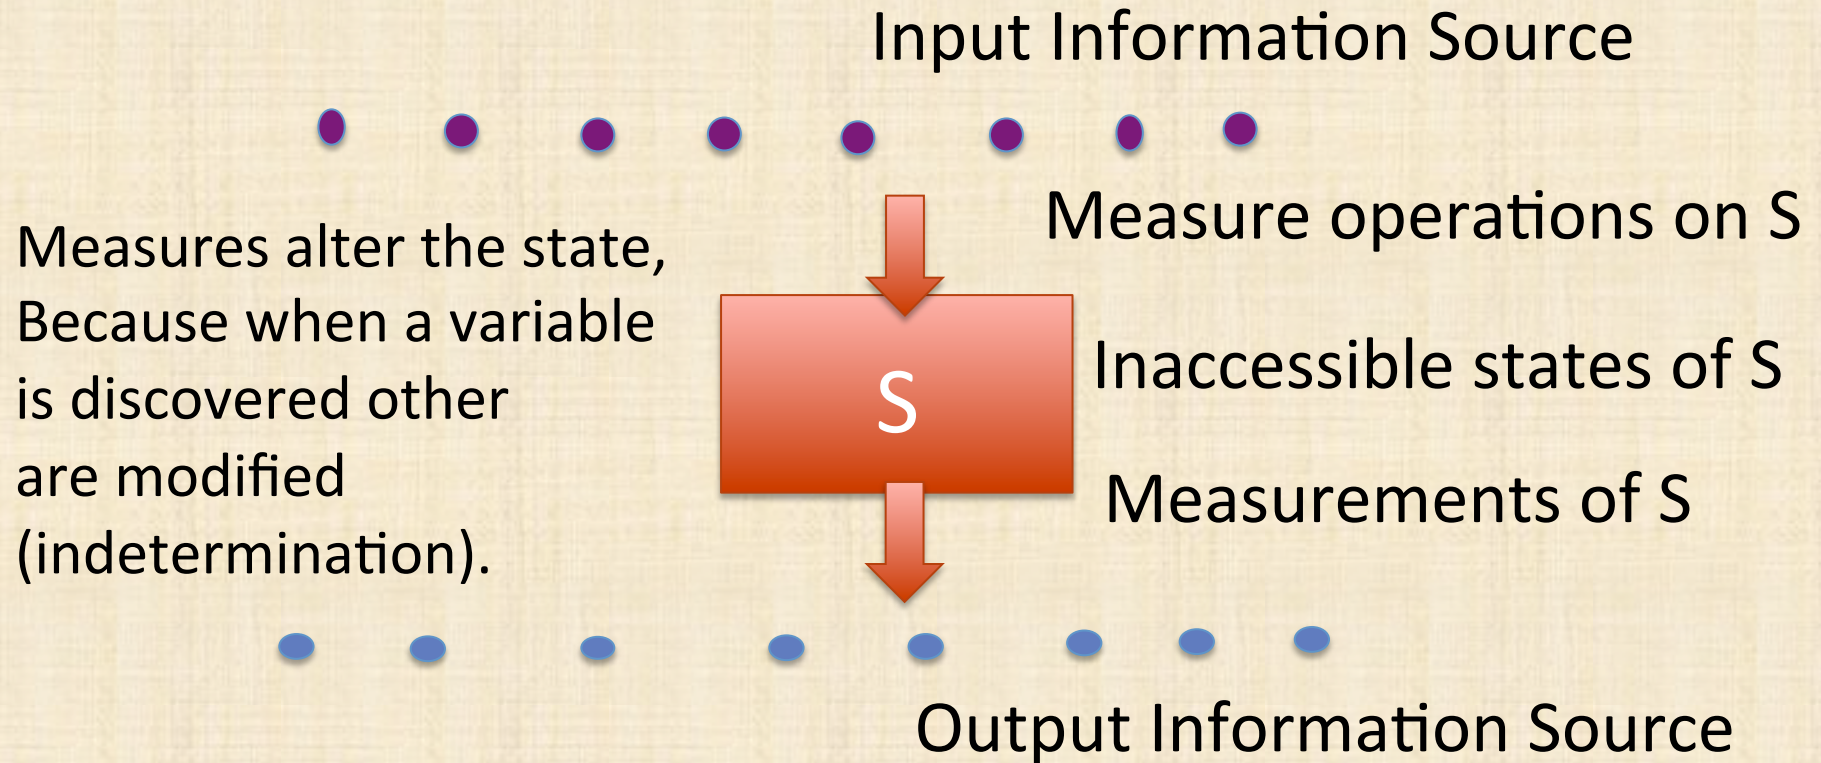 Input Information Source
Measure operations on S
Measures alter the state,
Because when a variable
is discovered other
are modified
(indetermination).
S
Inaccessible states of S
Measurements of S
Output Information Source